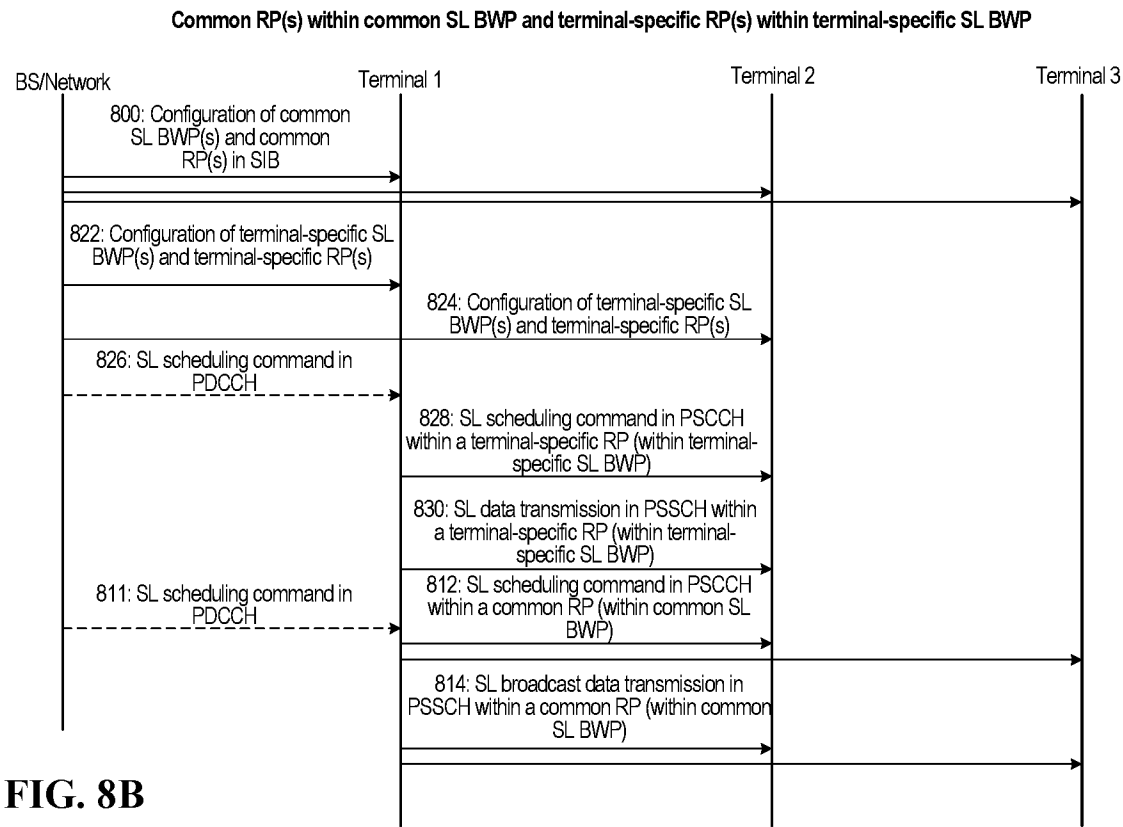 Common RP(s) within common SL BWP and terminal-specific RP(s) within terminal-specific SL BWP
BS/Network
Terminal 1
Terminal 2
Terminal 3
800: Configuration of common
SL BWP(s) and common
RP(s) in SIB
822: Configuration of terminal-specific SL
BWP(s) and terminal-specific RP(s)
824: Configuration of terminal-specific SL
BWP(s) and terminal-specific RP(s)
826: SL scheduling command in
PDCCH
828: SL scheduling command in PSCCH
within a terminal-specific RP (within terminal-
specific SL BWP)
830: SL data transmission in PSSCH within
a terminal-specific RP (within terminal-
specific SL BWP)
811: SL scheduling command in
PDCCH
812: SL scheduling command in PSCCH
within a common RP (within common SL
BWP)
814: SL broadcast data transmission in
PSSCH within a common RP (within common
SL BWP)
FIG. 8B